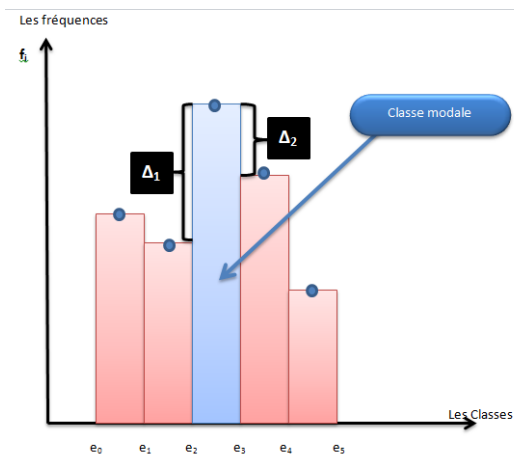 Les fréquences
fᵢ
Classe modale
Δ₂
Δ₁
Les Classes
e₀ e₁ e₂ e₃ e₄ e₅